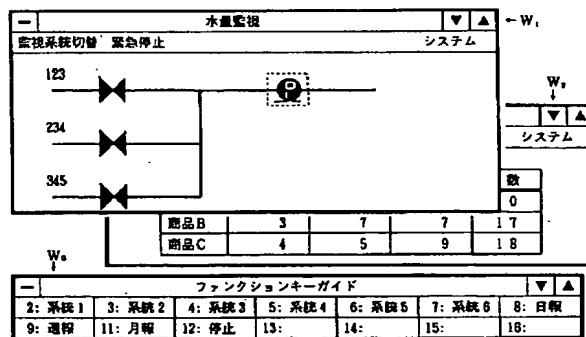 水量監視 ▼ ▲ W₁
監視系統切替 緊急停止 システム
123
234
345
W₂
▼ ▲
システム
数
0
商品B 3 7 7 17
商品C 4 5 9 18
ファンクションキーガイド ▼ ▲
2: 系統1 3: 系統2 4: 系統3 5: 系統4 6: 系統5 7: 系統6 8: 日報
9: 週報 11: 月報 12: 停止 13: 14: 15: 16: